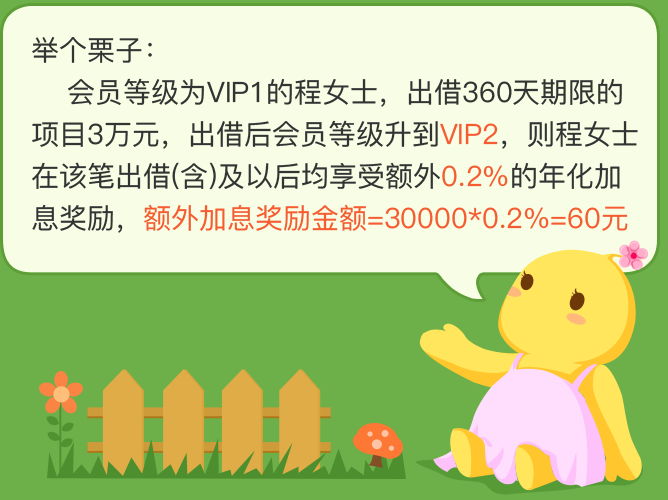 举个栗子：
会员等级为VIP1的程女士，出借360天期限的
项目3万元，出借后会员等级升到VIP2，则程女士
在该笔出借(含)及以后均享受额外0.2%的年化加
息奖励，额外加息奖励金额=30000*0.2%=60元